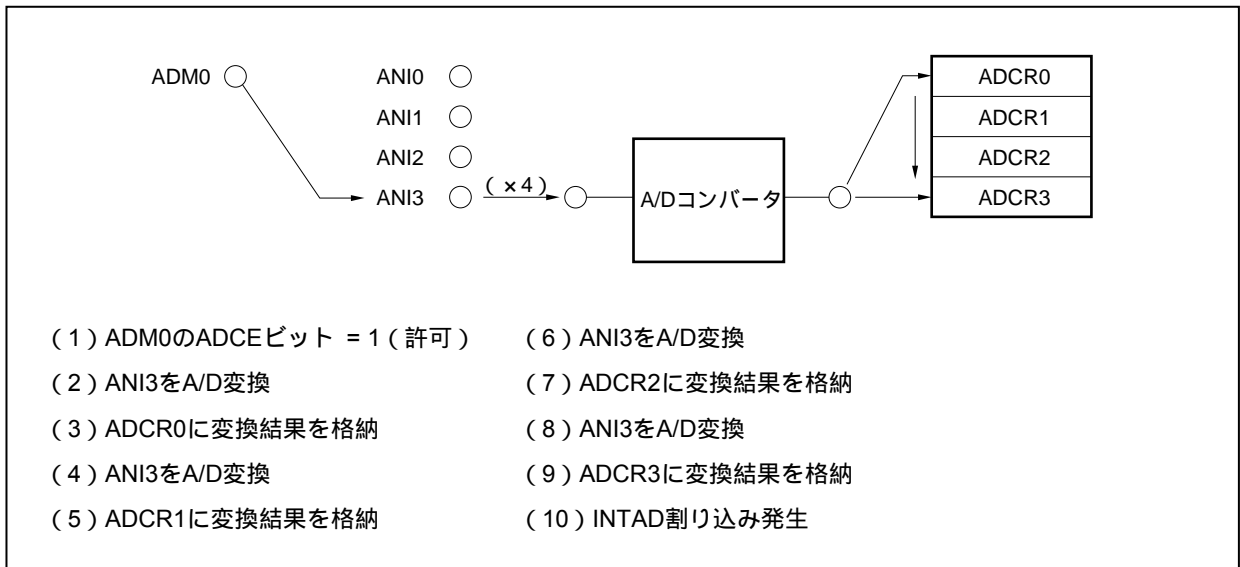 ADM0
ANI0
ANI1
ANI2
ANI3
(×4)
A/Dコンバータ
ADCR0
ADCR1
ADCR2
ADCR3
(1)ADM0のADCEビット = 1(許可)
(2)ANI3をA/D変換
(3)ADCR0に変換結果を格納
(4)ANI3をA/D変換
(5)ADCR1に変換結果を格納
(6)ANI3をA/D変換
(7)ADCR2に変換結果を格納
(8)ANI3をA/D変換
(9)ADCR3に変換結果を格納
(10)INTAD割り込み発生